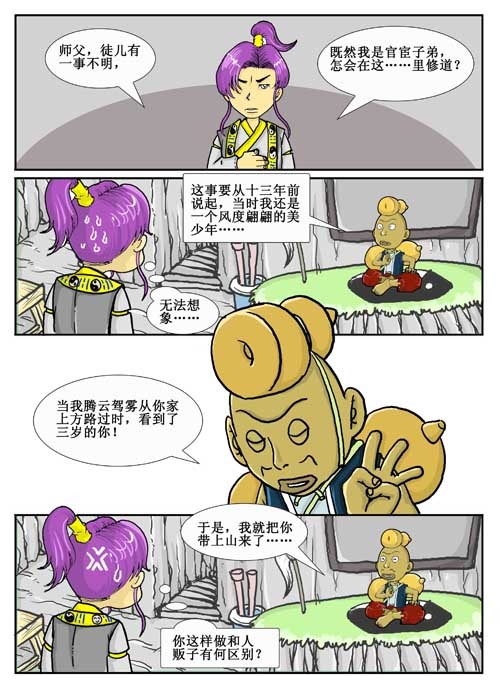 师父，徒儿有
一事不明，
既然我是官宦子弟，
怎会在这……里修道？
这事要从十三年前
说起，当时我还是
一个风度翩翩的美
少年……
无法想
象……
当我腾云驾雾从你家
上方路过时，看到了
三岁的你！
于是，我就把你
带上山来了……
你这样做和人
贩子有何区别？